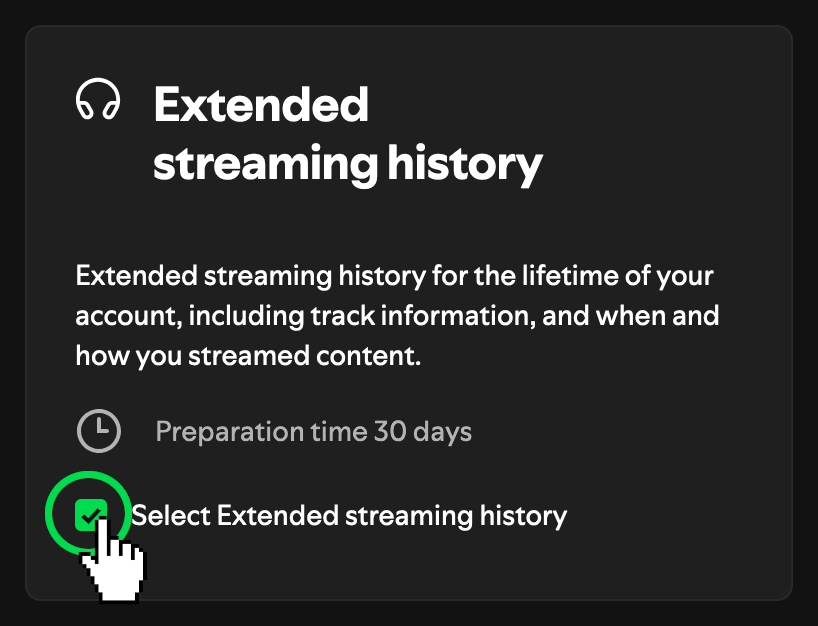 Extended
streaming history
Extended streaming history for the lifetime of your
account, including track information, and when and
how you streamed content.
Preparation time 30 days
Select Extended streaming history